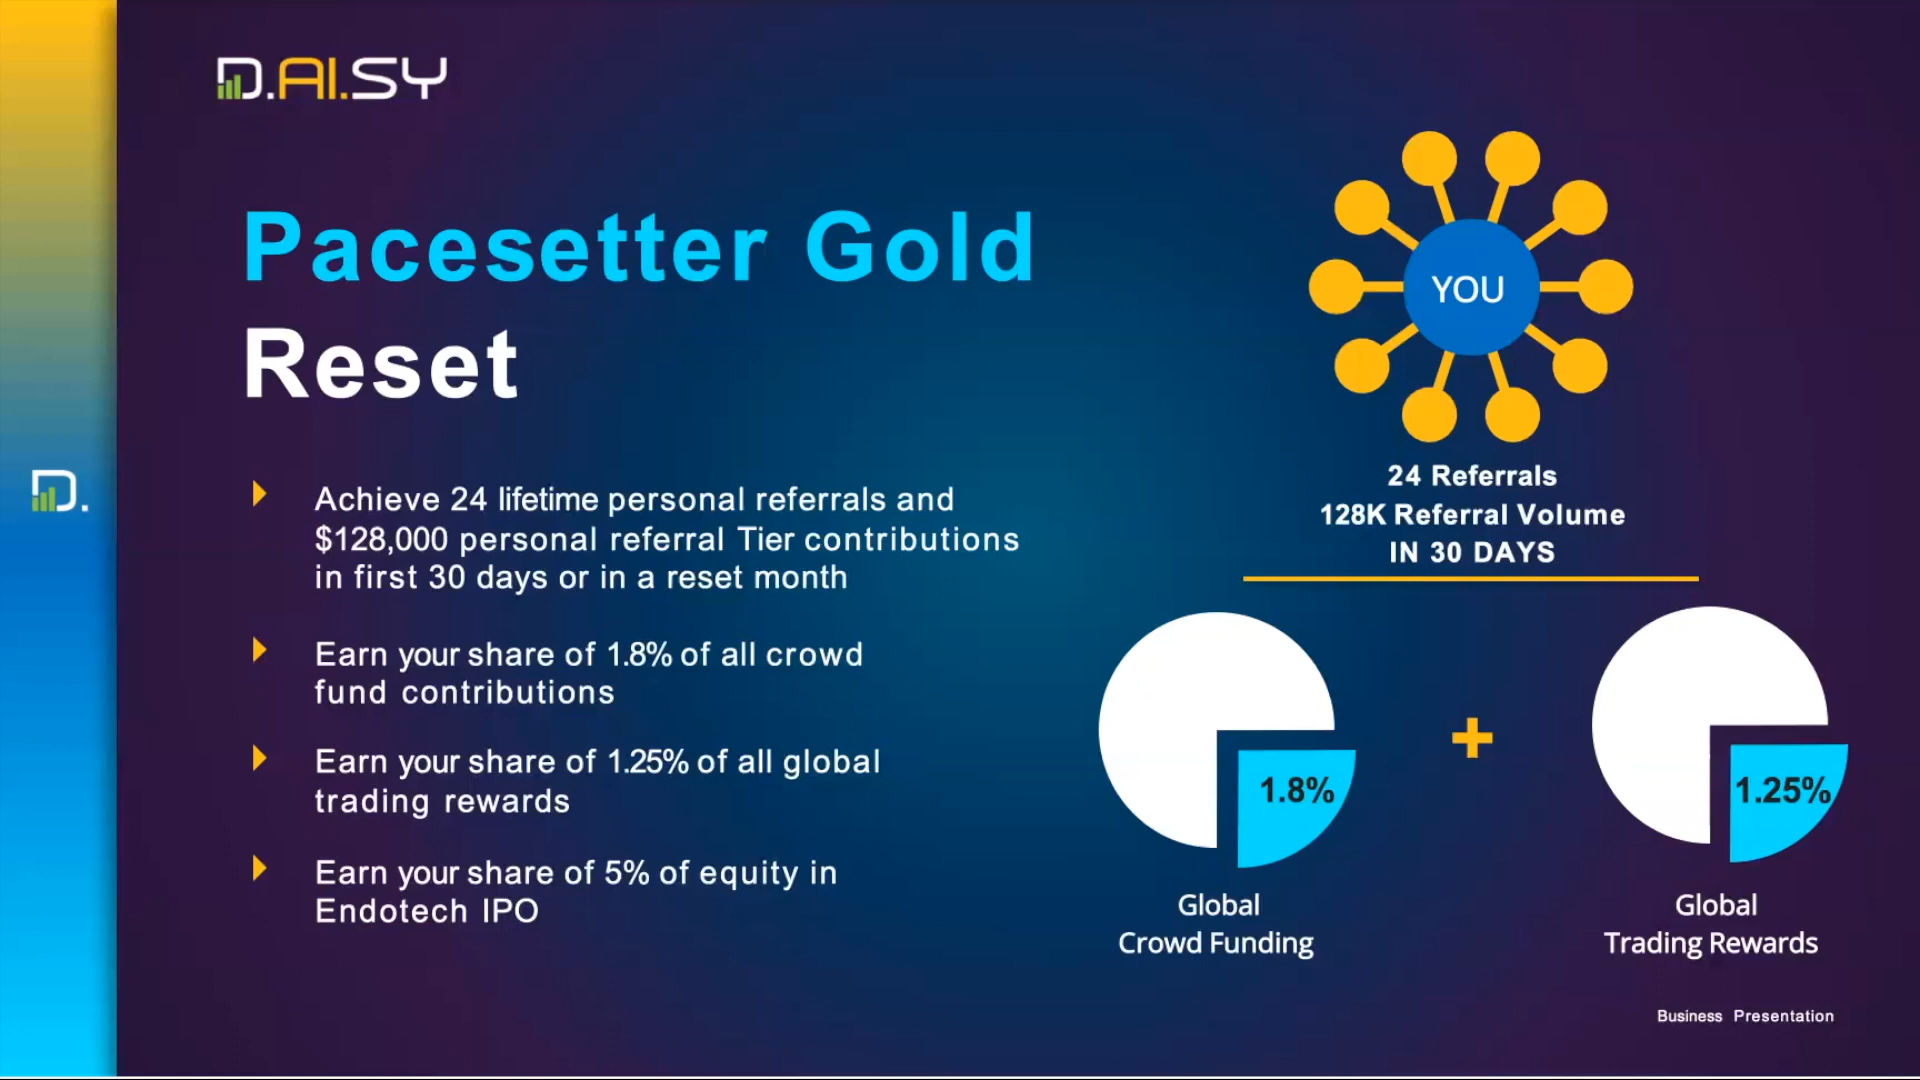 D.AI.SY
Pacesetter Gold
Reset
D.
Achieve 24 lifetime personal referrals and
$128,000 personal referral Tier contributions
in first 30 days or in a reset month
Earn your share of 1.8% of all crowd
fund contributions
Earn your share of 1.25% of all global
trading rewards
Earn your share of 5% of equity in
Endotech IPO
YOU
24 Referrals
128K Referral Volume
IN 30 DAYS
1.8%
+
1.25%
Global
Crowd Funding
Global
Trading Rewards
Business Presentation